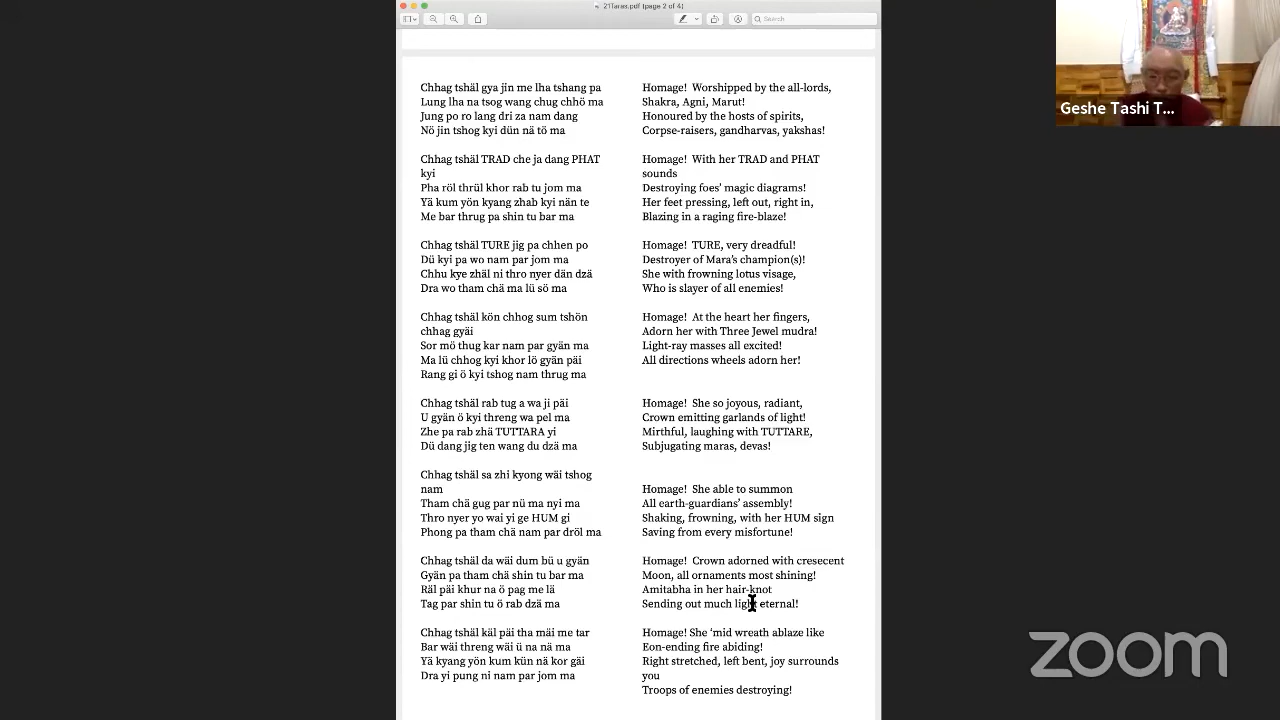 21Taras.pdf (page 2 of 4)
Search
Chhag tshäl gya jin me lha tshang pa
Lung lha na tsog wang chug chhö ma
Jung po ro lang dri za nam dang
Nö jin tshog kyi dün nä tö ma
Chhag tshäl TRAD che ja dang PHAT
kyi
Pha röl thrül khor rab tu jom ma
Yä kum yön kyang zhab kyi nän te
Me bar thrug pa shin tu bar ma
Chhag tshäl TURE jig pa chhen po
Dü kyi pa wo nam par jom ma
Chhu kye zhäl ni thro nyer dän dzä
Dra wo tham chä ma lü sö ma
Chhag tshäl kön chhog sum tshön
chhag gyäi
Sor mö thug kar nam par gyän ma
Ma lü chhog kyi khor lö gyän päi
Rang gi ö kyi tshog nam thrug ma
Chhag tshäl rab tug a wa ji päi
U gyän ö kyi threng wa pel ma
Zhe pa rab zhä TUTTARA yi
Dü dang jig ten wang du dzä ma
Chhag tshäl sa zhi kyong wäi tshog
nam
Tham chä gug par nü ma nyi ma
Thro nyer yo wai yi ge HUM gi
Phong pa tham chä nam par dröl ma
Chhag tshäl da wäi dum bü u gyän
Gyän pa tham chä shin tu bar ma
Räl päi khur na ö pag me lä
Tag par shin tu ö rab dzä ma
Chhag tshäl käl päi tha mäi me tar
Bar wäi threng wäi ü na nä ma
Yä kyang yön kum kün nä kor gäi
Dra yi pung ni nam par jom ma
Homage!  Worshipped by the all-lords,
Shakra, Agni, Marut!
Honoured by the hosts of spirits,
Corpse-raisers, gandharvas, yakshas!
Homage!  With her TRAD and PHAT
sounds
Destroying foes’ magic diagrams!
Her feet pressing, left out, right in,
Blazing in a raging fire-blaze!
Homage!  TURE, very dreadful!
Destroyer of Mara’s champion(s)!
She with frowning lotus visage,
Who is slayer of all enemies!
Homage!  At the heart her fingers,
Adorn her with Three Jewel mudra!
Light-ray masses all excited!
All directions wheels adorn her!
Homage!  She so joyous, radiant,
Crown emitting garlands of light!
Mirthful, laughing with TUTTARE,
Subjugating maras, devas!
Homage!  She able to summon
All earth-guardians’ assembly!
Shaking, frowning, with her HUM sign
Saving from every misfortune!
Homage!  Crown adorned with cresecent
Moon, all ornaments most shining!
Amitabha in her hair-knot
Sending out much light eternal!
Homage! She ‘mid wreath ablaze like
Eon-ending fire abiding!
Right stretched, left bent, joy surrounds
you
Troops of enemies destroying!
Geshe Tashi T...
zoom